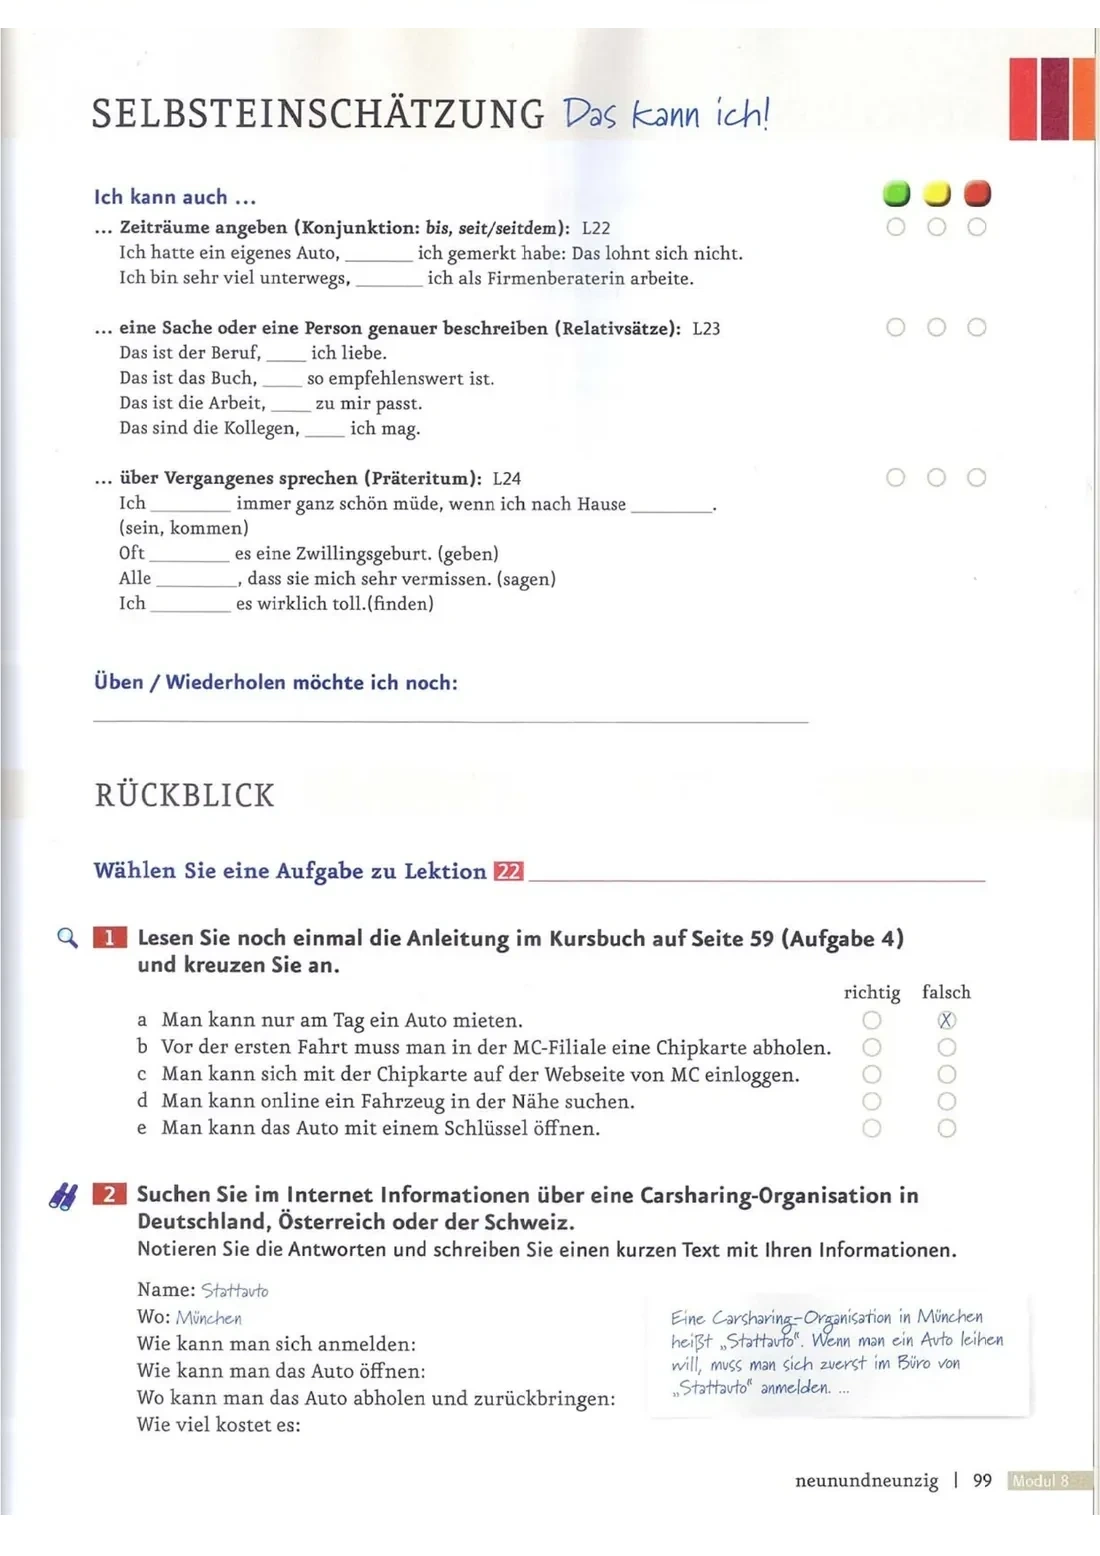 SELBSTEINSCHÄTZUNG Das kann ich!
Ich kann auch ...
... Zeiträume angeben (Konjunktion: bis, seit/seitdem): L22
Ich hatte ein eigenes Auto, _______ ich gemerkt habe: Das lohnt sich nicht.
Ich bin sehr viel unterwegs, _______ ich als Firmenberaterin arbeite.
... eine Sache oder eine Person genauer beschreiben (Relativsätze): L23
Das ist der Beruf, ____ ich liebe.
Das ist das Buch, ____ so empfehlenswert ist.
Das ist die Arbeit, ____ zu mir passt.
Das sind die Kollegen, ____ ich mag.
... über Vergangenes sprechen (Präteritum): L24
Ich ________ immer ganz schön müde, wenn ich nach Hause ________.
(sein, kommen)
Oft ________ es eine Zwillingsgeburt. (geben)
Alle ________, dass sie mich sehr vermissen. (sagen)
Ich ________ es wirklich toll.(finden)
Üben / Wiederholen möchte ich noch:
RÜCKBLICK
Wählen Sie eine Aufgabe zu Lektion 22
1 Lesen Sie noch einmal die Anleitung im Kursbuch auf Seite 59 (Aufgabe 4)
und kreuzen Sie an.
richtig falsch
a Man kann nur am Tag ein Auto mieten. X
b Vor der ersten Fahrt muss man in der MC-Filiale eine Chipkarte abholen.
c Man kann sich mit der Chipkarte auf der Webseite von MC einloggen.
d Man kann online ein Fahrzeug in der Nähe suchen.
e Man kann das Auto mit einem Schlüssel öffnen.
2 Suchen Sie im Internet Informationen über eine Carsharing-Organisation in
Deutschland, Österreich oder der Schweiz.
Notieren Sie die Antworten und schreiben Sie einen kurzen Text mit Ihren Informationen.
Name: Stattauto
Wo: München
Wie kann man sich anmelden:
Wie kann man das Auto öffnen:
Wo kann man das Auto abholen und zurückbringen:
Wie viel kostet es:
Eine Carsharing-Organisation in München
heißt „Stattauto“. Wenn man ein Auto leihen
will, muss man sich zuerst im Büro von
„Stattauto“ anmelden. ...
neunundneunzig | 99 Modul 8